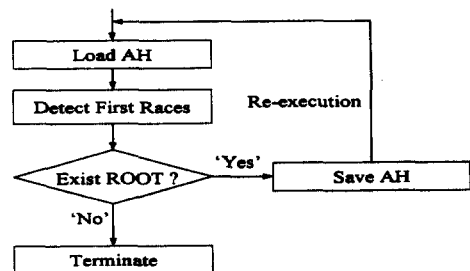 Load AH
Detect First Races
Re-execution
Exist ROOT ?
‘Yes’
Save AH
‘No’
Terminate